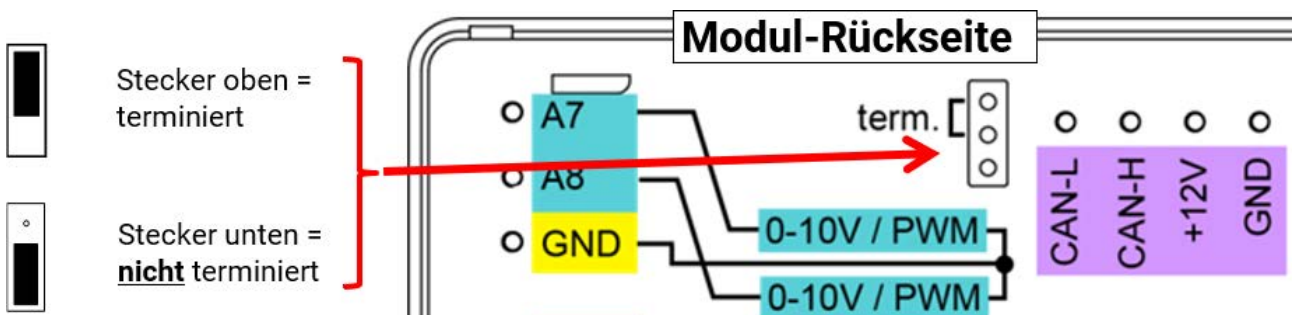 Modul-Rückseite
Stecker oben =
terminiert
Stecker unten =
nicht terminiert
A7
A8
GND
term.
0-10V / PWM
0-10V / PWM
CAN-L
CAN-H
+12V
GND